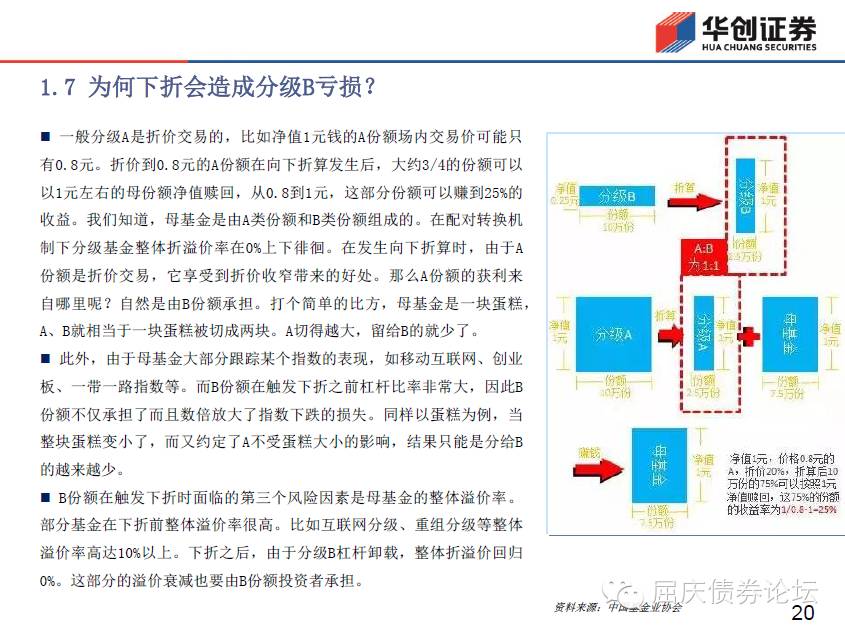 华创证券
HUA CHUANG SECURITIES
1.7 为何下折会造成分级B亏损？
■ 一般分级A是折价交易的，比如净值1元钱的A份额场内交易价可能只
有0.8元。折价到0.8元的A份额在向下折算发生后，大约3/4的份额可以
以1元左右的母份额净值赎回，从0.8到1元，这部分份额可以赚到25%的
收益。我们知道，母基金是由A类份额和B类份额组成的。在配对转换机
制下分级基金整体折溢价率在0%上下徘徊。在发生向下折算时，由于A
份额是折价交易，它享受到折价收窄带来的好处。那么A份额的获利来
自哪里呢？自然是由B份额承担。打个简单的比方，母基金是一块蛋糕，
A、B就相当于一块蛋糕被切成两块。A切得越大，留给B的就少了。
■ 此外，由于母基金大部分跟踪某个指数的表现，如移动互联网、创业
板、一带一路指数等。而B份额在触发下折之前杠杆比率非常大，因此B
份额不仅承担了而且数倍放大了指数下跌的损失。同样以蛋糕为例，当
整块蛋糕变小了，而又约定了A不受蛋糕大小的影响，结果只能是分给B
的越来越少。
■ B份额在触发下折时面临的第三个风险因素是母基金的整体溢价率。
部分基金在下折前整体溢价率很高。比如互联网分级、重组分级等整体
溢价率高达10%以上。下折之后，由于分级B杠杆卸载，整体折溢价回归
0%。这部分的溢价衰减也要由B份额投资者承担。
净值
0.25元
分级B
份额
10万份
折算
分级B
净值
1元
份额
2.5万份
A:B
为1:1
净值
1元
分级A
份额
10万份
折算
分级A
净值
1元
份额
2.5万份
母基金
净值
1元
份额
7.5万份
赚钱
母基金
净值
1元
份额
7.5万份
净值1元，价格0.8元的
A，折价20%，折算后10
万份的75%可以按照1元
净值赎回，这75%的份额
的收益率为1/0.8-1=25%
资料来源：中国基金业协会
屈庆债券论坛
20